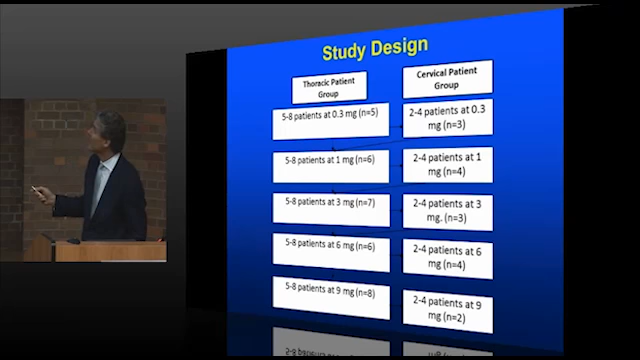 Study Design
Thoracic Patient
Group
Cervical Patient
Group
5-8 patients at 0.3 mg (n=5)
2-4 patients at 0.3
mg (n=3)
5-8 patients at 1 mg (n=6)
2-4 patients at 1
mg (n=4)
5-8 patients at 3 mg (n=7)
2-4 patients at 3
mg. (n=3)
5-8 patients at 6 mg (n=6)
2-4 patients at 6
mg (n=4)
5-8 patients at 9 mg (n=8)
2-4 patients at 9
mg (n=2)